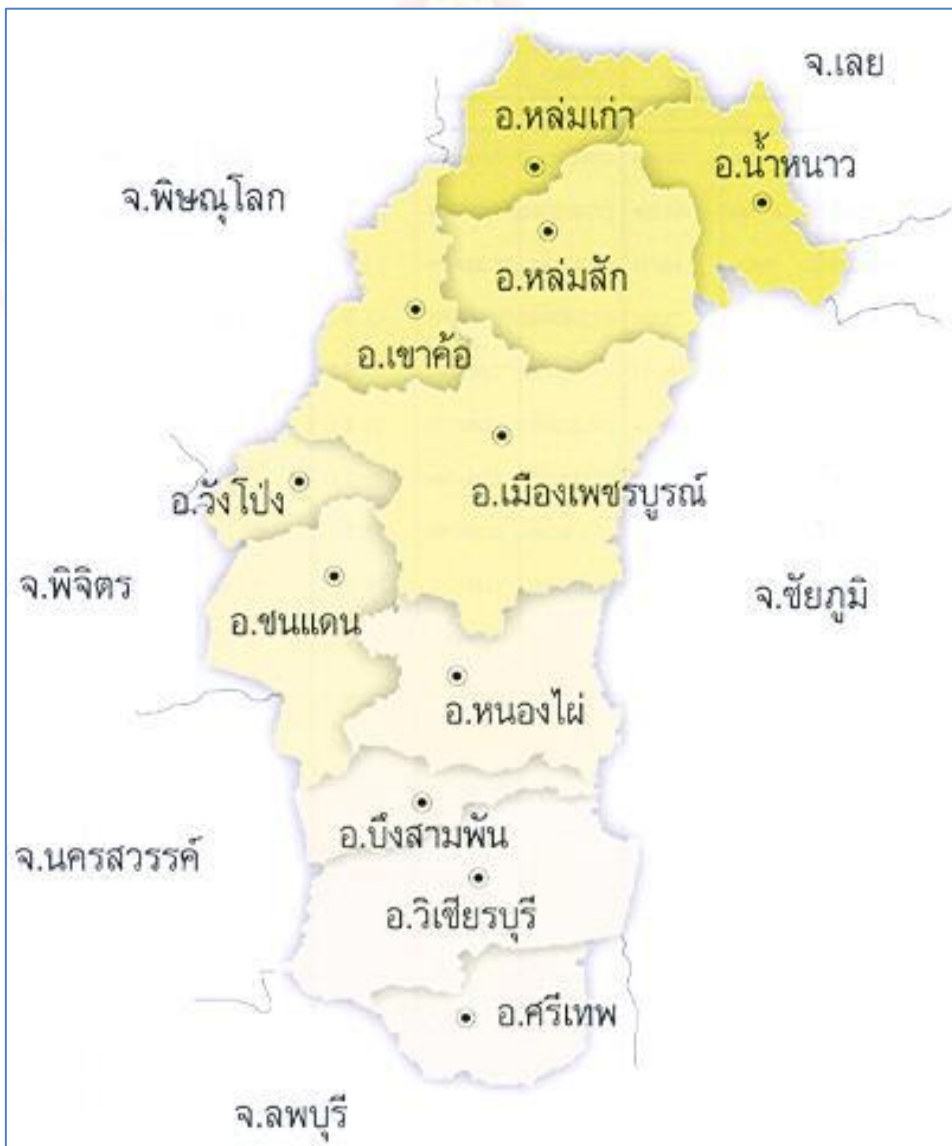 จ.เลย
อ.หล่มเก่า
อ.น้ำหนาว
จ.พิษณุโลก
อ.หล่มสัก
อ.เขาค้อ
อ.วังโป่ง
อ.เมืองเพชรบูรณ์
จ.พิจิตร
จ.ชัยภูมิ
อ.ชนแดน
อ.หนองไผ่
อ.บึงสามพัน
จ.นครสวรรค์
อ.วิเชียรบุรี
อ.ศรีเทพ
จ.ลพบุรี